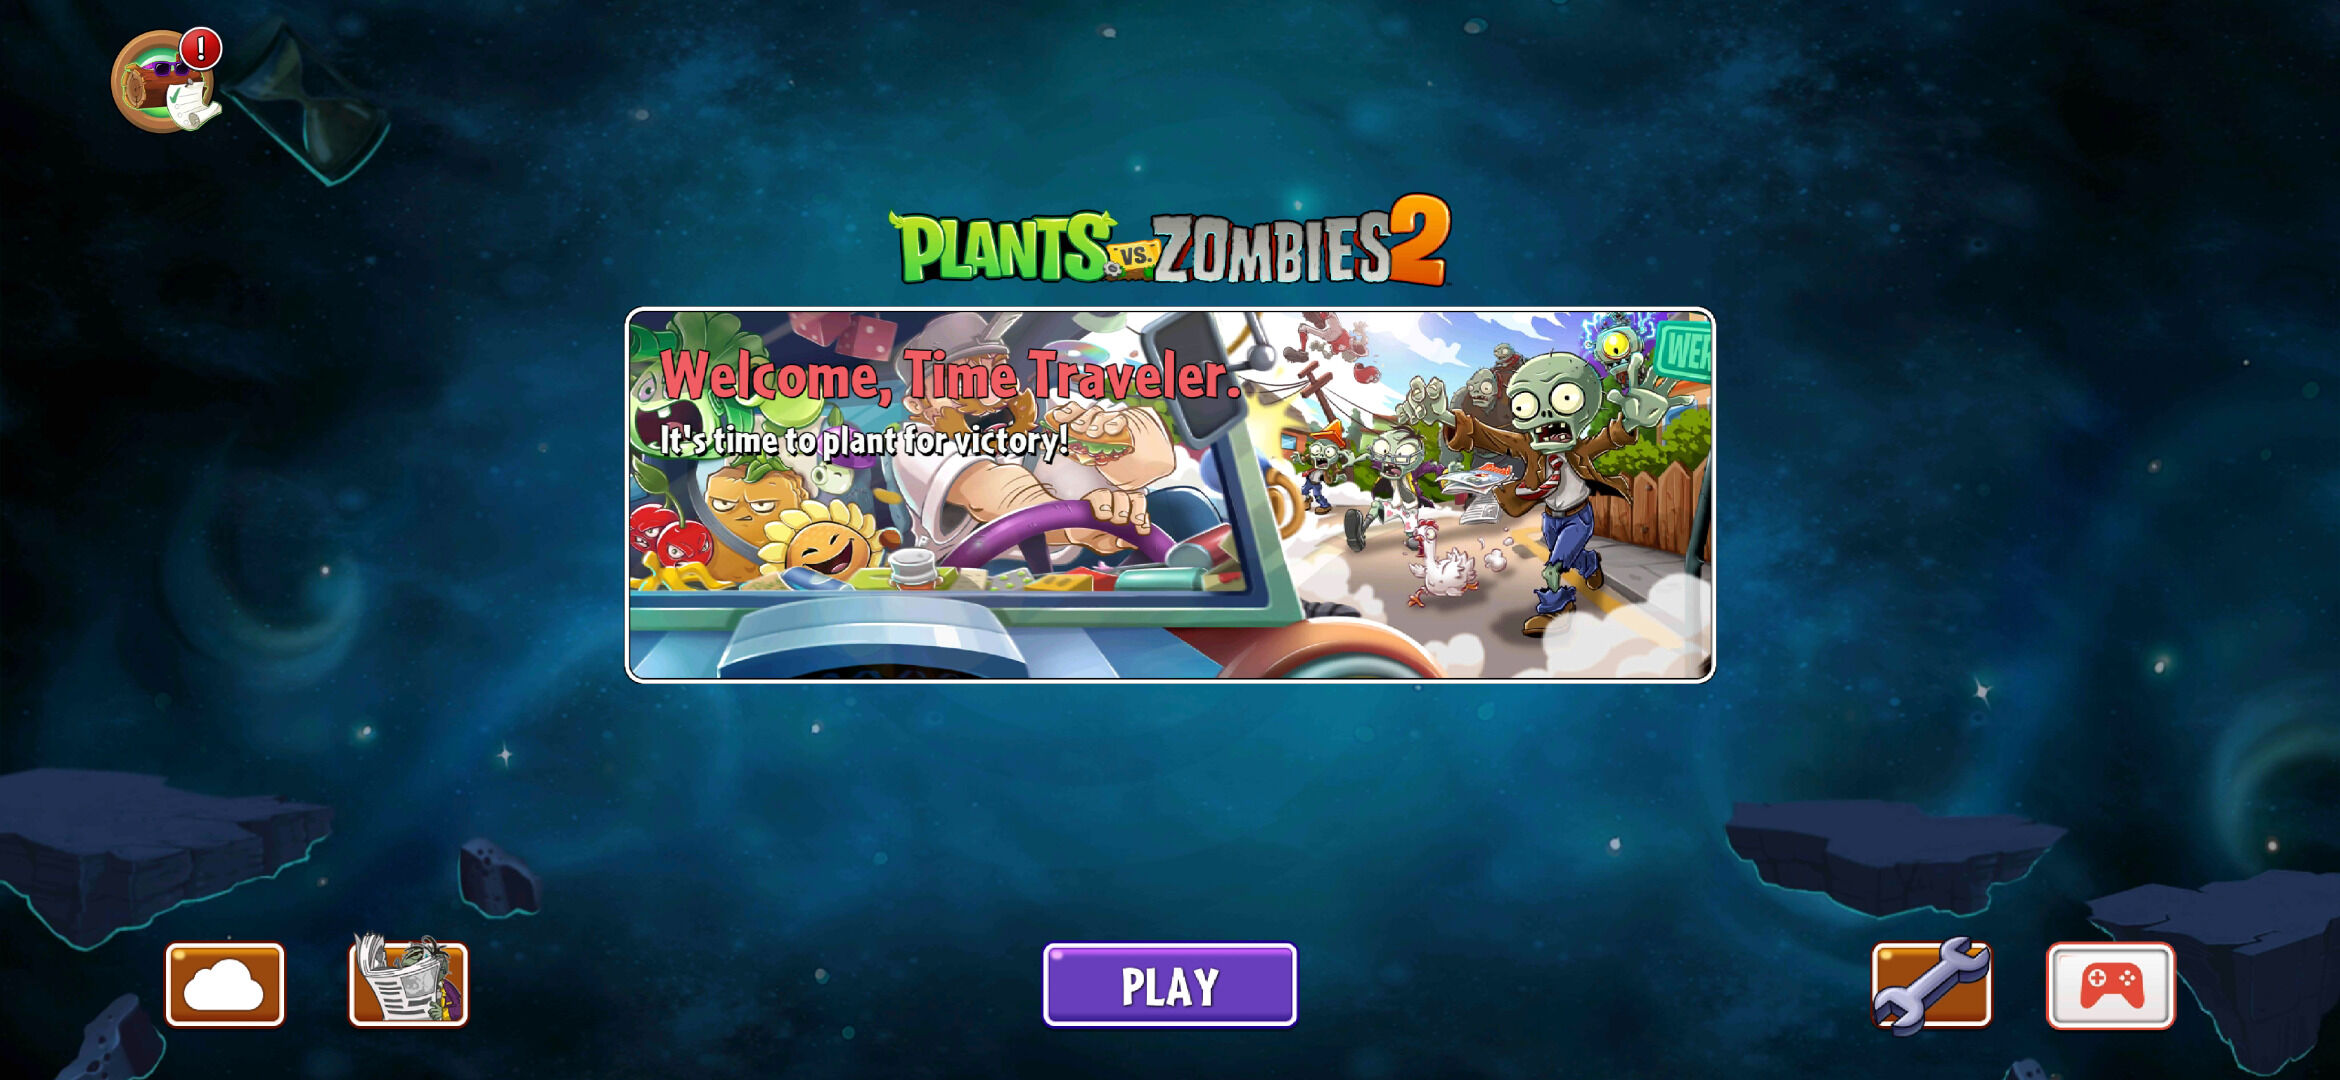 !
PLANTS VS. ZOMBIES 2
Welcome, Time Traveler.
It's time to plant for victory!
PLAY